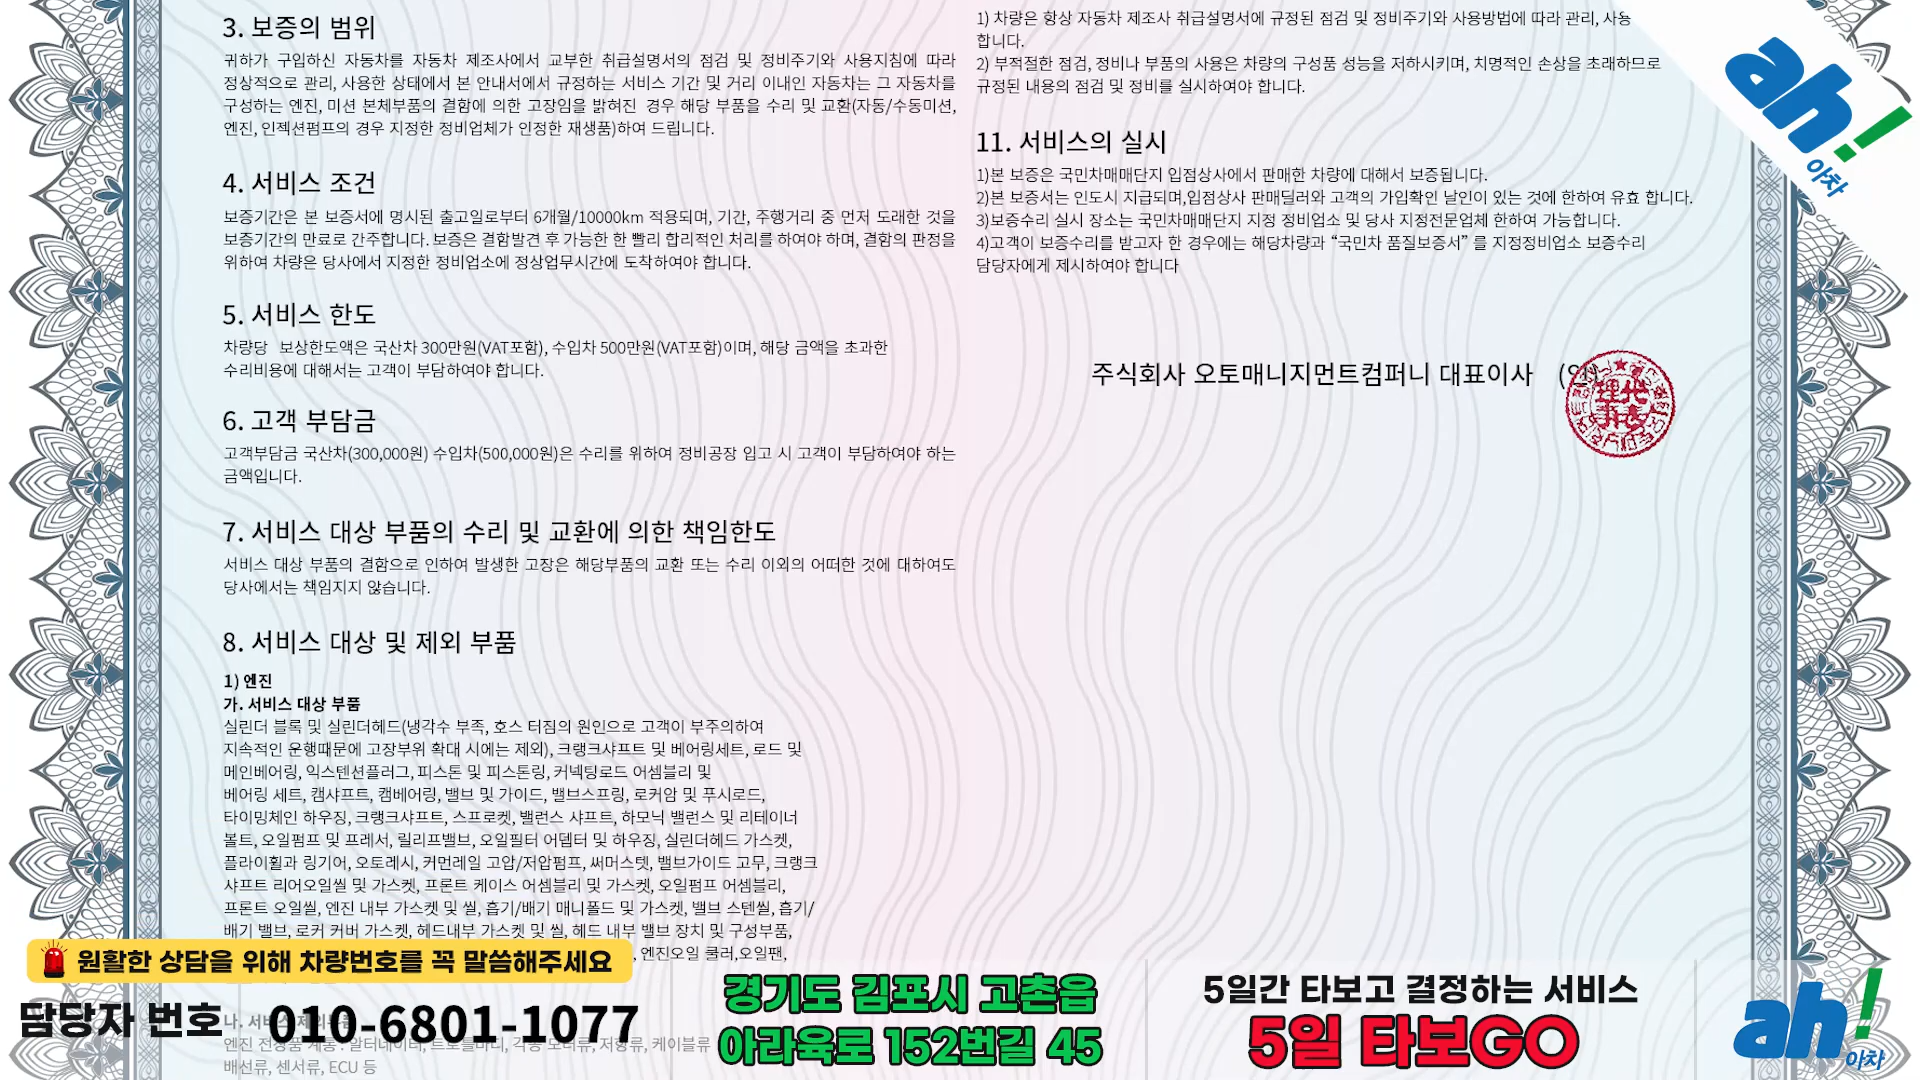 3. 보증의 범위
귀하가 구입하신 자동차를 자동차 제조사에서 교부한 취급설명서의 점검 및 정비주기와 사용지침에 따라
정상적으로 관리, 사용한 상태에서 본 안내서에서 규정하는 서비스 기간 및 거리 이내인 자동차는 그 자동차를
구성하는 엔진, 미션 본체부품의 결함에 의한 고장임을 밝혀진 경우 해당 부품을 수리 및 교환(자동/수동미션,
엔진, 인젝션펌프의 경우 지정한 정비업체가 인정한 재생품)하여 드립니다.
4. 서비스 조건
보증기간은 본 보증서에 명시된 출고일로부터 6개월/10000km 적용되며, 기간, 주행거리 중 먼저 도래한 것을
보증기간의 만료로 간주합니다. 보증은 결함발견 후 가능한 한 빨리 합리적인 처리를 하여야 하며, 결함의 판정을
위하여 차량은 당사에서 지정한 정비업소에 정상업무시간에 도착하여야 합니다.
5. 서비스 한도
차량당 보상한도액은 국산차 300만원(VAT포함), 수입차 500만원(VAT포함)이며, 해당 금액을 초과한
수리비용에 대해서는 고객이 부담하여야 합니다.
6. 고객 부담금
고객부담금 국산차(300,000원) 수입차(500,000원)은 수리를 위하여 정비공장 입고 시 고객이 부담하여야 하는
금액입니다.
7. 서비스 대상 부품의 수리 및 교환에 의한 책임한도
서비스 대상 부품의 결함으로 인하여 발생한 고장은 해당부품의 교환 또는 수리 이외의 어떠한 것에 대하여도
당사에서는 책임지지 않습니다.
8. 서비스 대상 및 제외 부품
1) 엔진
가. 서비스 대상 부품
실린더 블록 및 실린더헤드(냉각수 부족, 호스 터짐의 원인으로 고객이 부주의하여
지속적인 운행때문에 고장부위 확대 시에는 제외), 크랭크샤프트 및 베어링세트, 로드 및
메인베어링, 익스텐션플러그, 피스톤 및 피스톤링, 커넥팅로드 어셈블리 및
베어링 세트, 캠샤프트, 캠베어링, 밸브 및 가이드, 밸브스프링, 로커암 및 푸시로드,
타이밍체인 하우징, 크랭크샤프트, 스프로켓, 밸런스 샤프트, 하모닉 밸런스 및 리테이너
볼트, 오일펌프 및 프레서, 릴리프밸브, 오일필터 어뎁터 및 하우징, 실린더헤드 가스켓,
플라이휠과 링기어, 오토레시, 커먼레일 고압/저압펌프, 써머스텟, 밸브가이드 고무, 크랭크
샤프트 리어오일씰 및 가스켓, 프론트 케이스 어셈블리 및 가스켓, 오일펌프 어셈블리,
프론트 오일씰, 엔진 내부 가스켓 및 씰, 흡기/배기 매니폴드 및 가스켓, 밸브 스텐씰, 흡기/
배기 밸브, 로커 커버 가스켓, 헤드내부 가스켓 및 씰, 헤드 내부 밸브 장치 및 구성부품,
, 엔진오일 쿨러,오일팬,
나. 서비스 제외부품
엔진 전장품 계통 : 알터네이터, 트로틀바디, 각종 모터류, 저항류, 케이블류
배선류, 센서류, ECU 등
1) 차량은 항상 자동차 제조사 취급설명서에 규정된 점검 및 정비주기와 사용방법에 따라 관리, 사용
합니다.
2) 부적절한 점검, 정비나 부품의 사용은 차량의 구성품 성능을 저하시키며, 치명적인 손상을 초래하므로
규정된 내용의 점검 및 정비를 실시하여야 합니다.
11. 서비스의 실시
1)본 보증은 국민차매매단지 입점상사에서 판매한 차량에 대해서 보증됩니다.
2)본 보증서는 인도시 지급되며,입점상사 판매딜러와 고객의 가입확인 날인이 있는 것에 한하여 유효 합니다.
3)보증수리 실시 장소는 국민차매매단지 지정 정비업소 및 당사 지정전문업체 한하여 가능합니다.
4)고객이 보증수리를 받고자 한 경우에는 해당차량과 “국민차 품질보증서” 를 지정정비업소 보증수리
담당자에게 제시하여야 합니다
주식회사 오토매니지먼트컴퍼니 대표이사 (인)
ah!
아차
원활한 상담을 위해 차량번호를 꼭 말씀해주세요
담당자 번호 010-6801-1077
경기도 김포시 고촌읍
아라육로 152번길 45
5일간 타보고 결정하는 서비스
5일 타보GO
ah!
아차